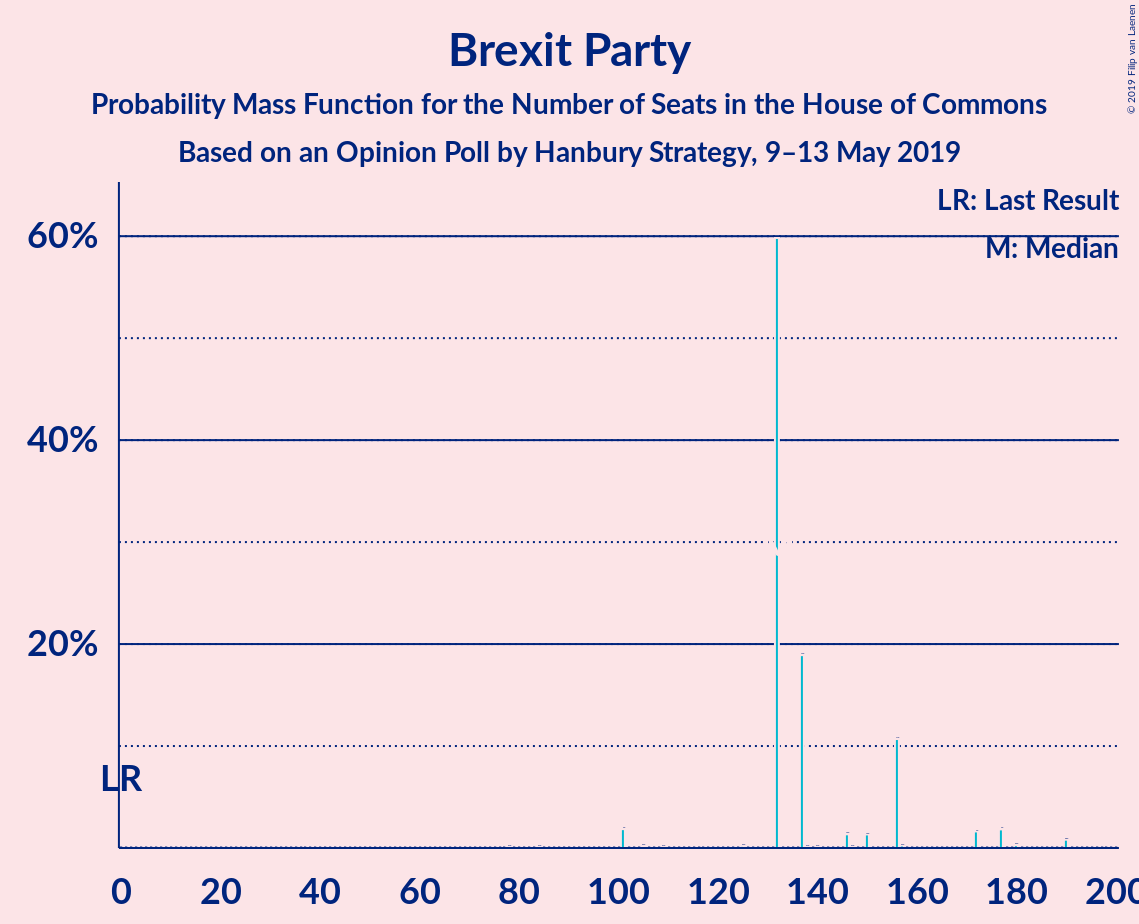 Brexit Party
Probability Mass Function for the Number of Seats in the House of Commons
Based on an Opinion Poll by Hanbury Strategy, 9–13 May 2019
© 2019 Filip van Laenen
LR: Last Result
M: Median
60%
40%
20%
LR
0 20 40 60 80 100 120 140 160 180 200